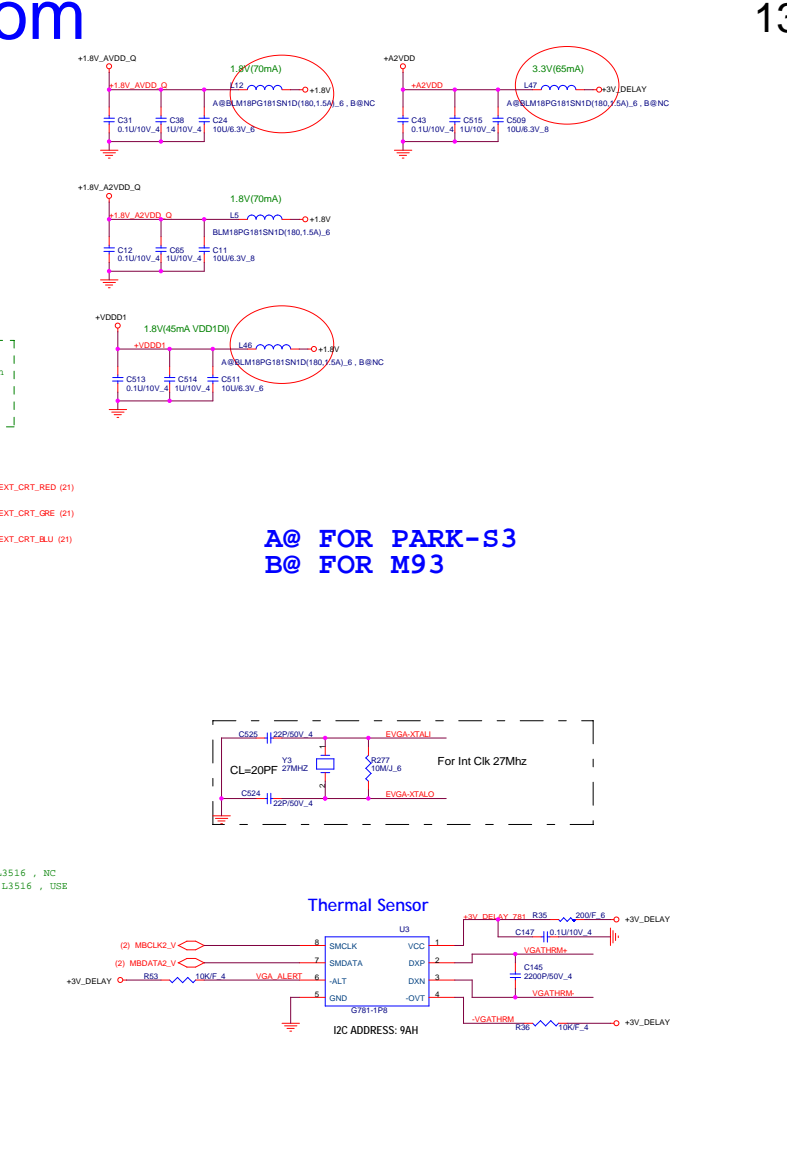 13
+1.8V_AVDD_Q
1.8V(70mA)
+1.8V_AVDD_Q
L12
+1.8V
A@BLM18PG181SN1D(180,1.5A)_6 , B@NC
C31
0.1U/10V_4
C38
1U/10V_4
C24
10U/6.3V_6
+A2VDD
3.3V(65mA)
+A2VDD
L47
+3V_DELAY
A@BLM18PG181SN1D(180,1.5A)_6 , B@NC
C43
0.1U/10V_4
C515
1U/10V_4
C509
10U/6.3V_8
+1.8V_A2VDD_Q
1.8V(70mA)
+1.8V_A2VDD_Q
L5
+1.8V
BLM18PG181SN1D(180,1.5A)_6
C12
0.1U/10V_4
C65
1U/10V_4
C11
10U/6.3V_8
+VDDD1
1.8V(45mA VDD1DI)
+VDDD1
L46
+1.8V
A@BLM18PG181SN1D(180,1.5A)_6 , B@NC
C513
0.1U/10V_4
C514
1U/10V_4
C511
10U/6.3V_6
EXT_CRT_RED (21)
EXT_CRT_GRE (21)
EXT_CRT_BLU (21)
A@ FOR PARK-S3
B@ FOR M93
C525
22P/50V_4
EVGA-XTALI
CL=20PF
Y3
27MHZ
1
2
R277
10M/J_6
For Int Clk 27Mhz
C524
22P/50V_4
EVGA-XTALO
L3516 , NC
L3516 , USE
Thermal Sensor
+3V_DELAY_781
R35
200/F_6
+3V_DELAY
C147
0.1U/10V_4
U3
(2) MBCLK2_V
8
SMCLK
VCC
1
(2) MBDATA2_V
7
SMDATA
DXP
2
VGATHRM+
+3V_DELAY
R53
10K/F_4
VGA_ALERT
6
-ALT
DXN
3
C145
2200P/50V_4
5
GND
-OVT
4
VGATHRM-
G781-1P8
-VGATHRM
R36
10K/F_4
+3V_DELAY
I2C ADDRESS: 9AH